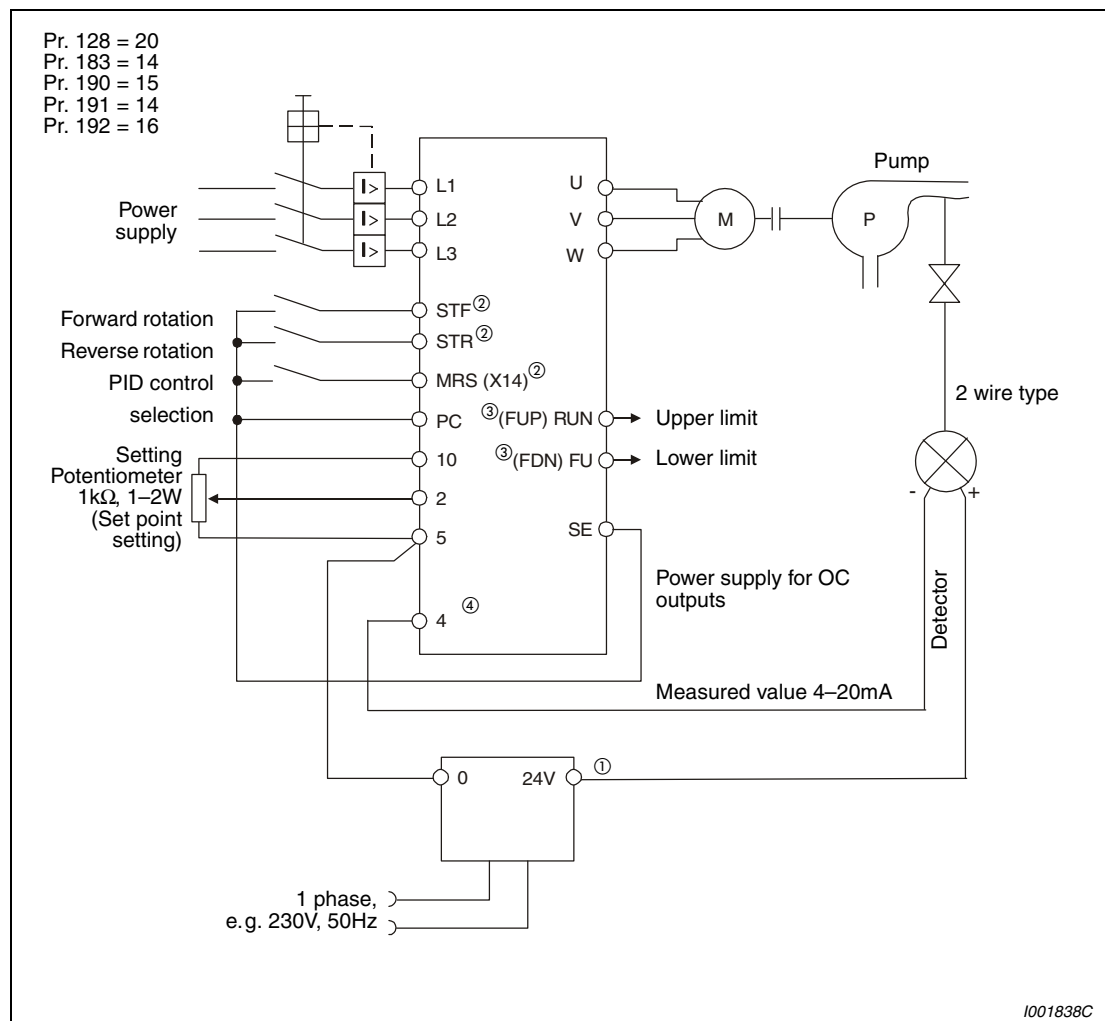 Pr. 128 = 20
Pr. 183 = 14
Pr. 190 = 15
Pr. 191 = 14
Pr. 192 = 16
Power
supply
I>
I>
I>
L1
L2
L3
U
V
W
M
Pump
P
Forward rotation
Reverse rotation
PID control
selection
STF②
STR②
MRS (X14)②
PC
③(FUP) RUN
Upper limit
③(FDN) FU
Lower limit
2 wire type
- +
Setting
Potentiometer
1kΩ, 1–2W
(Set point
setting)
10
2
5
SE
4 ④
Power supply for OC
outputs
Detector
Measured value 4–20mA
0
24V
①
1 phase,
e.g. 230V, 50Hz
I001838C